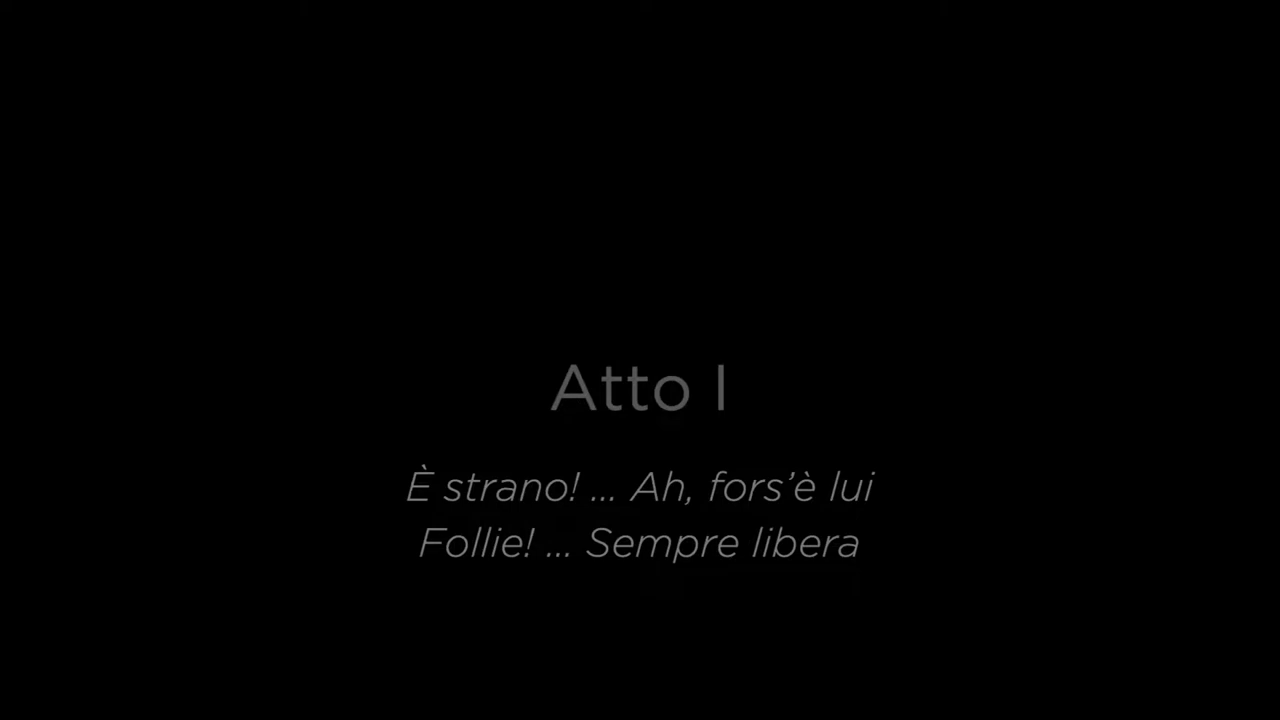 Atto I
È strano! ... Ah, fors’è lui
Follie! ... Sempre libera